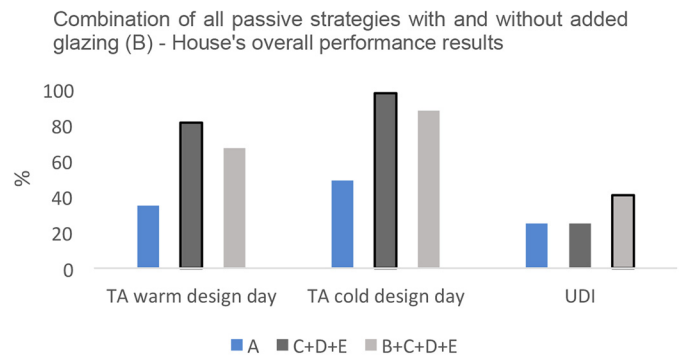 Combination of all passive strategies with and without added
glazing (B) - House's overall performance results
100
80
60
40
20
0
%
TA warm design day
TA cold design day
UDI
A
C+D+E
B+C+D+E